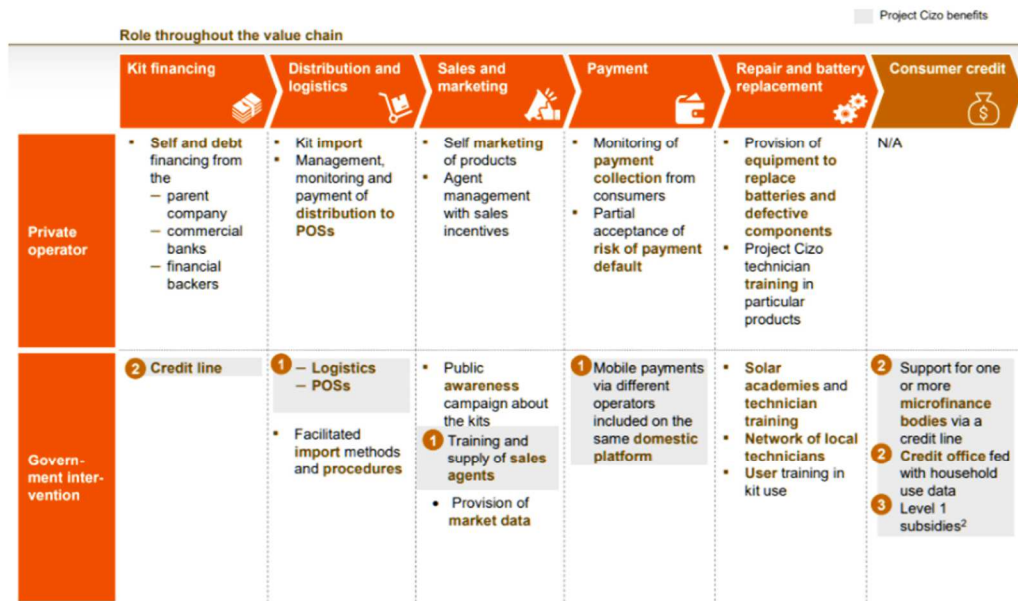 Project Cizo benefits
Role throughout the value chain
Kit financing
Distribution and
logistics
Sales and
marketing
Payment
Repair and battery
replacement
Consumer credit
Private
operator
▪ Self and debt
financing from
the
– parent
company
– commercial
banks
– financial
backers
▪ Kit import
▪ Management,
monitoring and
payment of
distribution to
POSs
▪ Self marketing
of products
▪ Agent
management
with sales
incentives
▪ Monitoring of
payment
collection from
consumers
▪ Partial
acceptance of
risk of payment
default
▪ Provision of
equipment to
replace
batteries and
defective
components
▪ Project Cizo
technician
training in
particular
products
N/A
Govern-
ment inter-
vention
2 Credit line
1 – Logistics
– POSs
▪ Facilitated
import methods
and procedures
▪ Public
awareness
campaign about
the kits
1 Training and
supply of sales
agents
• Provision of
market data
1 Mobile payments
via different
operators
included on the
same domestic
platform
▪ Solar
academies and
technician
training
▪ Network of local
technicians
▪ User training in
kit use
2 Support for one
or more
microfinance
bodies via a
credit line
2 Credit office fed
with household
use data
3 Level 1
subsidies²